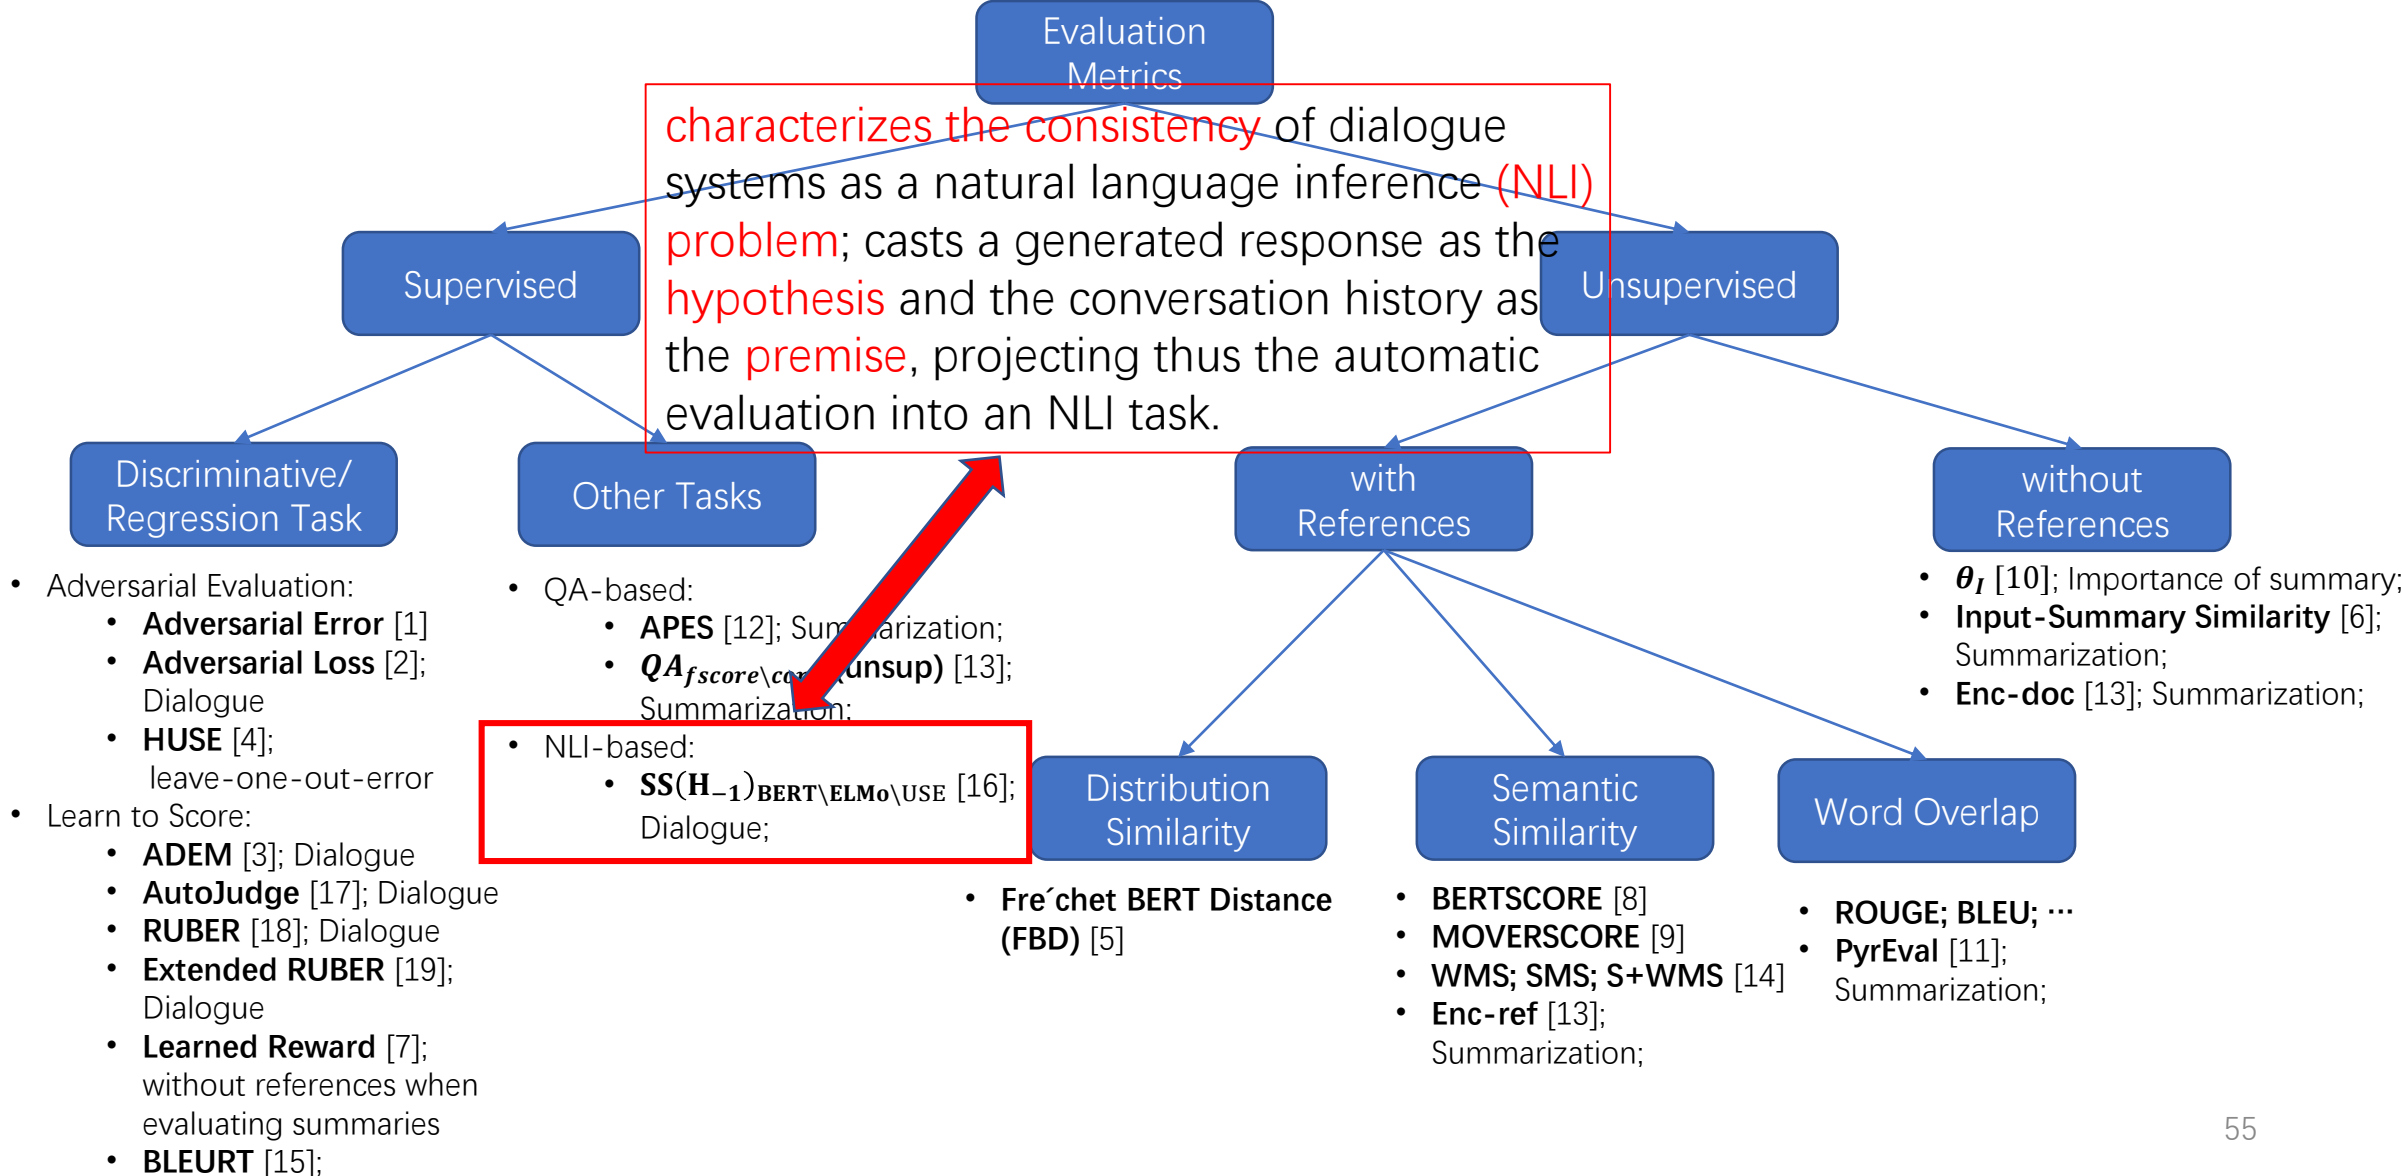 Evaluation
Metrics
characterizes the consistency of dialogue
systems as a natural language inference (NLI)
problem; casts a generated response as the
hypothesis and the conversation history as
the premise, projecting thus the automatic
evaluation into an NLI task.
Supervised
Unsupervised
Discriminative/
Regression Task
Other Tasks
with
References
without
References
• Adversarial Evaluation:
• Adversarial Error [1]
• Adversarial Loss [2];
Dialogue
• HUSE [4];
leave-one-out-error
• Learn to Score:
• ADEM [3]; Dialogue
• AutoJudge [17]; Dialogue
• RUBER [18]; Dialogue
• Extended RUBER [19];
Dialogue
• Learned Reward [7];
without references when
evaluating summaries
• BLEURT [15];
• QA-based:
• APES [12]; Summarization;
• QA_fscore\ (unsup) [13];
Summarization;
• NLI-based:
• SS(H₋₁)BERT\ELMo\USE [16];
Dialogue;
• θ_I [10]; Importance of summary;
• Input-Summary Similarity [6];
Summarization;
• Enc-doc [13]; Summarization;
Distribution
Similarity
Semantic
Similarity
Word Overlap
• Fre´chet BERT Distance
(FBD) [5]
• BERTSCORE [8]
• MOVERSCORE [9]
• WMS; SMS; S+WMS [14]
• Enc-ref [13];
Summarization;
• ROUGE; BLEU; ···
• PyrEval [11];
Summarization;
55